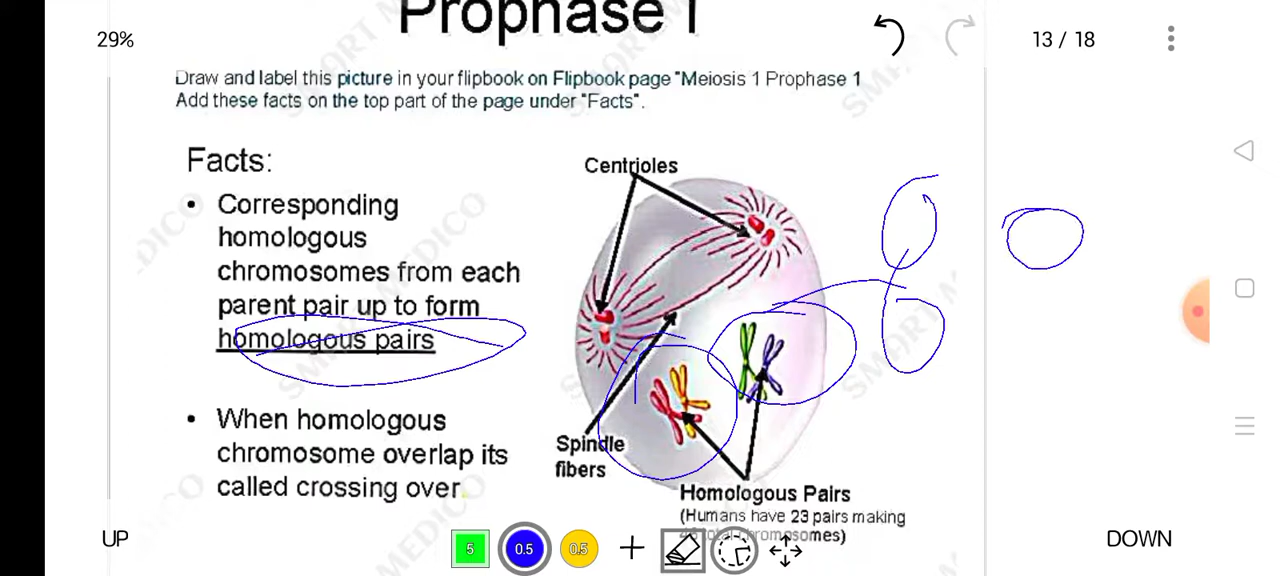 Prophase 1
29%
13 / 18
Draw and label this picture in your flipbook on Flipbook page "Meiosis 1 Prophase 1
Add these facts on the top part of the page under "Facts".
Facts:
• Corresponding
homologous
chromosomes from each
parent pair up to form
homologous pairs
• When homologous
chromosome overlap its
called crossing over.
Centrioles
Spindle
fibers
Homologous Pairs
(Humans have 23 pairs making
chromosomes)
UP
5
0.5
0.5
DOWN
SMORT MEDICO